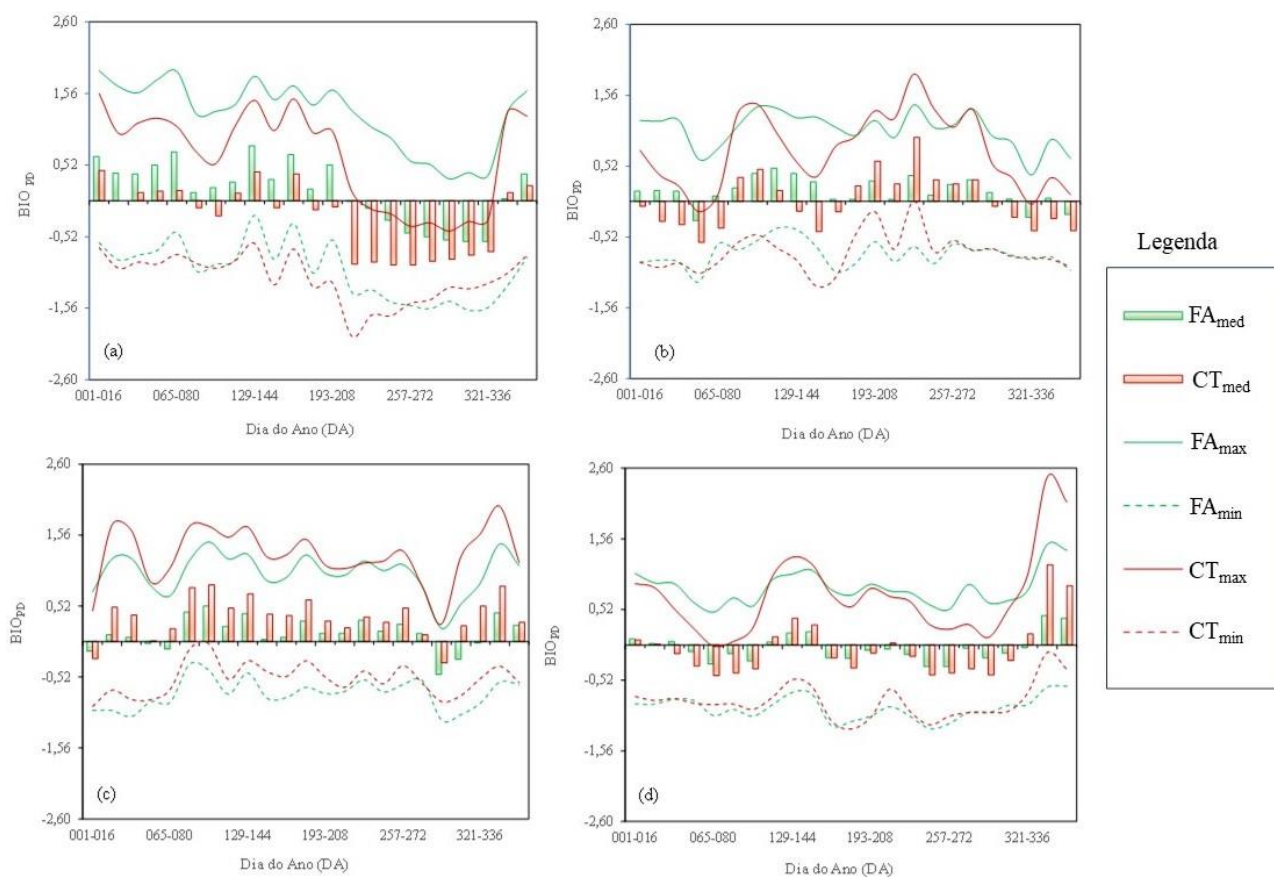 2,60
1,56
0,52
-0,52
-1,56
-2,60
BIO PD
(a)
001-016 065-080 129-144 193-208 257-272 321-336
Dia do Ano (DA)
2,60
1,56
0,52
-0,52
-1,56
-2,60
(b)
001-016 065-080 129-144 193-208 257-272 321-336
Dia do Ano (DA)
2,60
1,56
0,52
-0,52
-1,56
-2,60
BIOPD
(c)
001-016 065-080 129-144 193-208 257-272 321-336
Dia do Ano (DA)
2,60
1,56
0,52
-0,52
-1,56
-2,60
BIOPD
(d)
001-016 065-080 129-144 193-208 257-272 321-336
Dia do Ano (DA)
Legenda
FAmed
CTmed
FAmax
FAmin
CTmax
CTmin